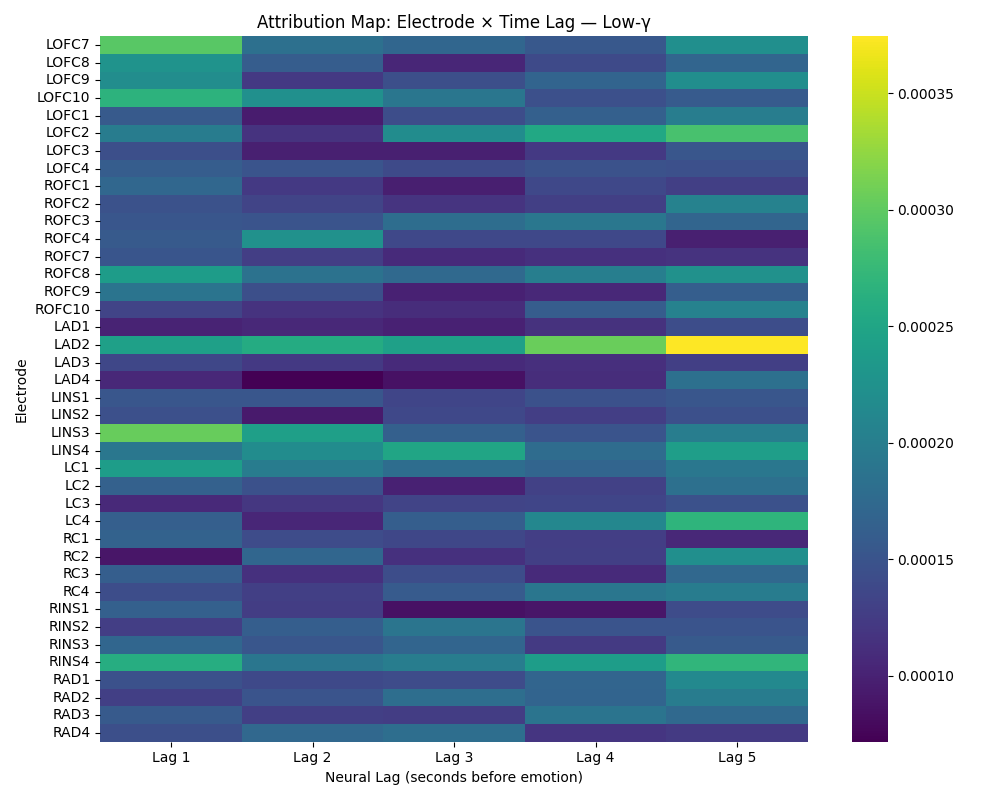 Attribution Map: Electrode × Time Lag — Low-γ
Electrode
LOFC7
LOFC8
LOFC9
LOFC10
LOFC1
LOFC2
LOFC3
LOFC4
ROFC1
ROFC2
ROFC3
ROFC4
ROFC7
ROFC8
ROFC9
ROFC10
LAD1
LAD2
LAD3
LAD4
LINS1
LINS2
LINS3
LINS4
LC1
LC2
LC3
LC4
RC1
RC2
RC3
RC4
RINS1
RINS2
RINS3
RINS4
RAD1
RAD2
RAD3
RAD4
Lag 1 Lag 2 Lag 3 Lag 4 Lag 5
Neural Lag (seconds before emotion)
0.00035
0.00030
0.00025
0.00020
0.00015
0.00010